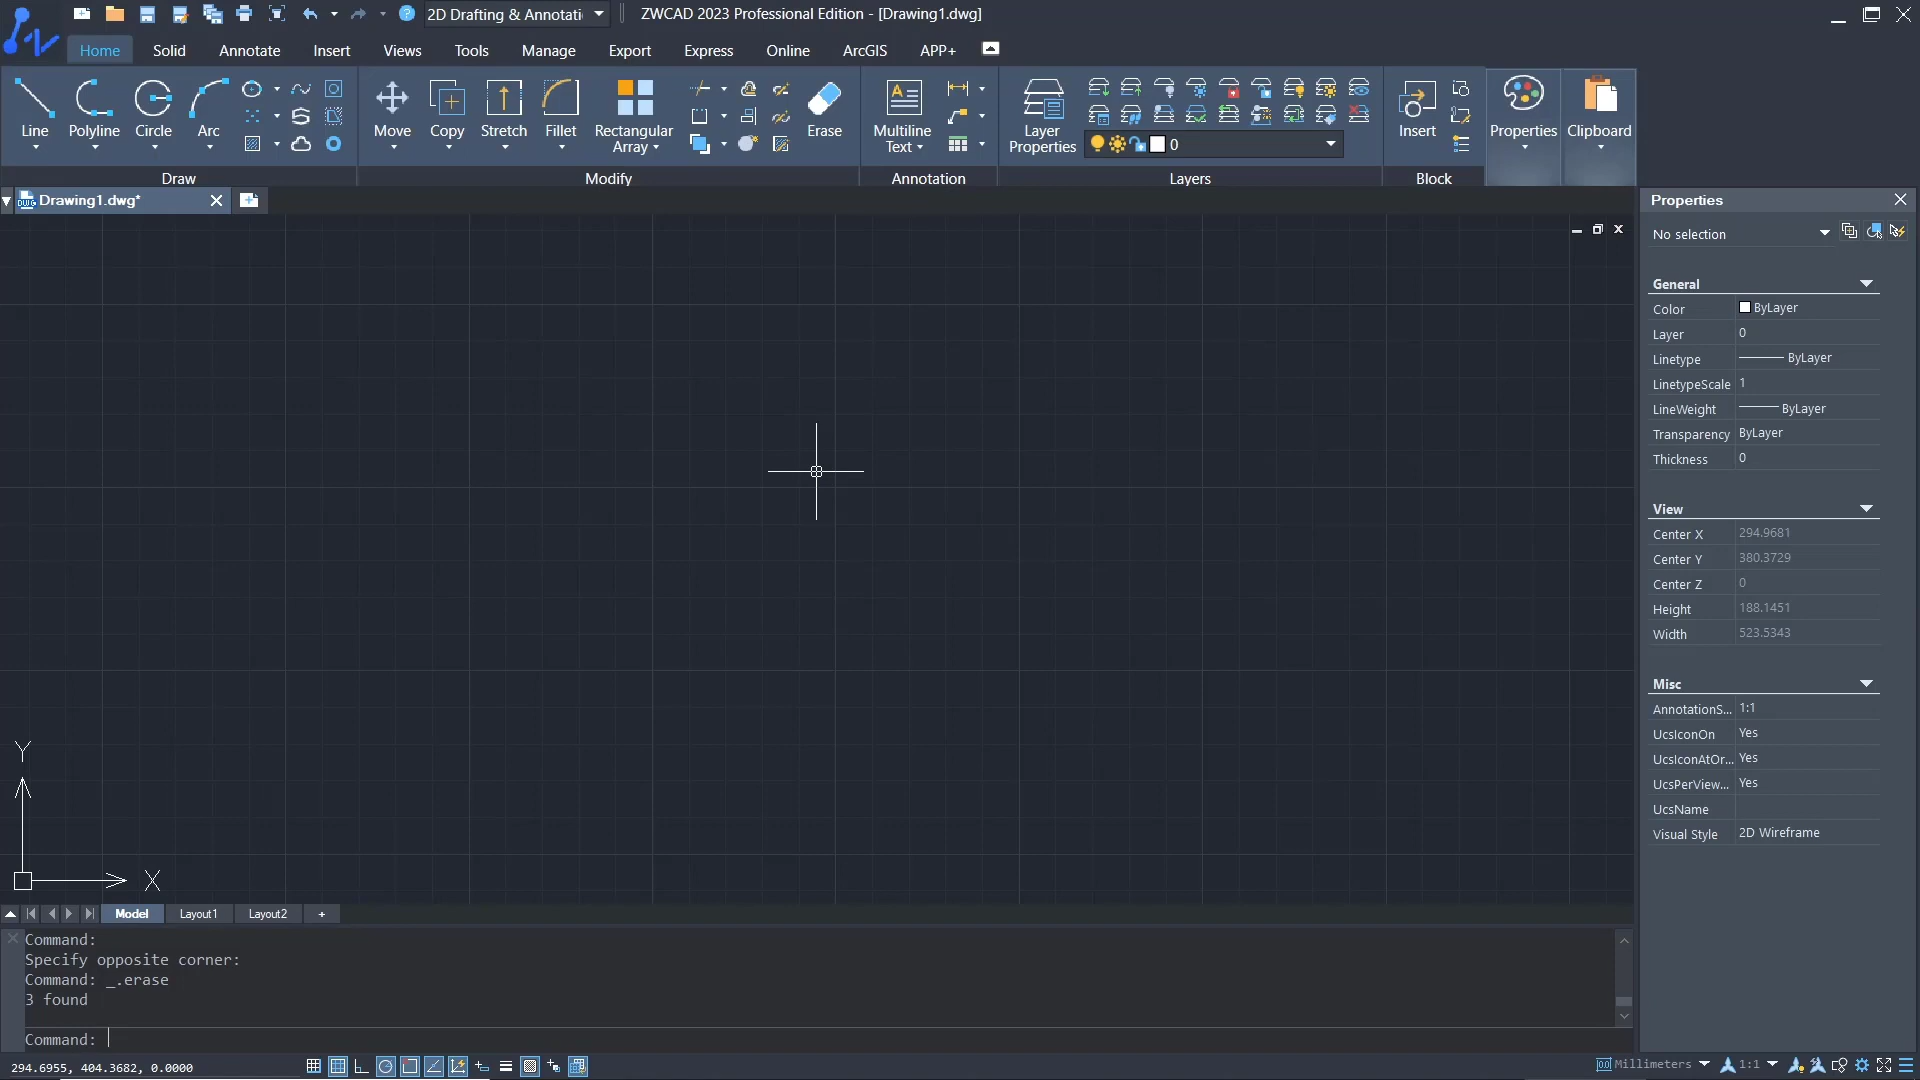 2D Drafting & Annotati
ZWCAD 2023 Professional Edition - [Drawing1.dwg]
Home Solid Annotate Insert Views Tools Manage Export Express Online ArcGIS APP+
Line
Polyline
Circle
Arc
Move
Copy
Stretch
Fillet
Rectangular
Array
Erase
Multiline
Text
Layer
Properties
0
Insert
Properties
Clipboard
Draw
Modify
Annotation
Layers
Block
Drawing1.dwg*
Properties
No selection
General
Color ByLayer
Layer 0
Linetype ByLayer
LinetypeScale 1
LineWeight ByLayer
Transparency ByLayer
Thickness 0
View
Center X 294.9681
Center Y 380.3729
Center Z 0
Height 188.1451
Width 523.5343
Misc
AnnotationS... 1:1
UcsIconOn Yes
UcsIconAtOr... Yes
UcsPerView... Yes
UcsName
Visual Style 2D Wireframe
Y
X
Model Layout1 Layout2 +
Command:
Specify opposite corner:
Command: _.erase
3 found
Command:
294.6955, 404.3682, 0.0000
Millimeters 1:1